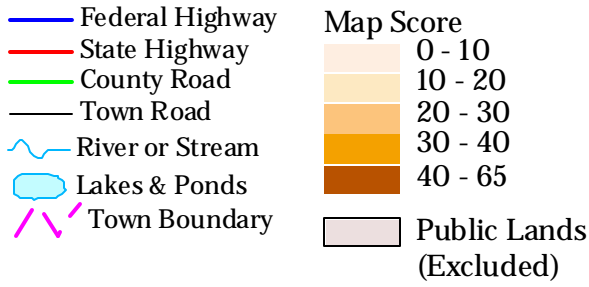 Federal Highway
State Highway
County Road
Town Road
River or Stream
Lakes & Ponds
Town Boundary
Map Score
0 - 10
10 - 20
20 - 30
30 - 40
40 - 65
Public Lands
(Excluded)